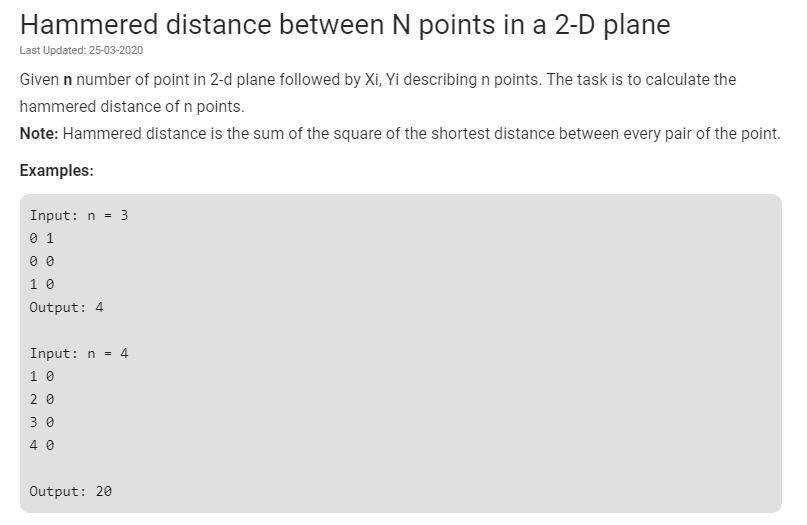 Hammered distance between N points in a 2-D plane
Last Updated: 25-03-2020
Given n number of point in 2-d plane followed by Xi, Yi describing n points. The task is to calculate the
hammered distance of n points.
Note: Hammered distance is the sum of the square of the shortest distance between every pair of the point.
Examples:
Input: n = 3
0 1
0 0
1 0
Output: 4
Input: n = 4
1 0
2 0
3 0
4 0
Output: 20